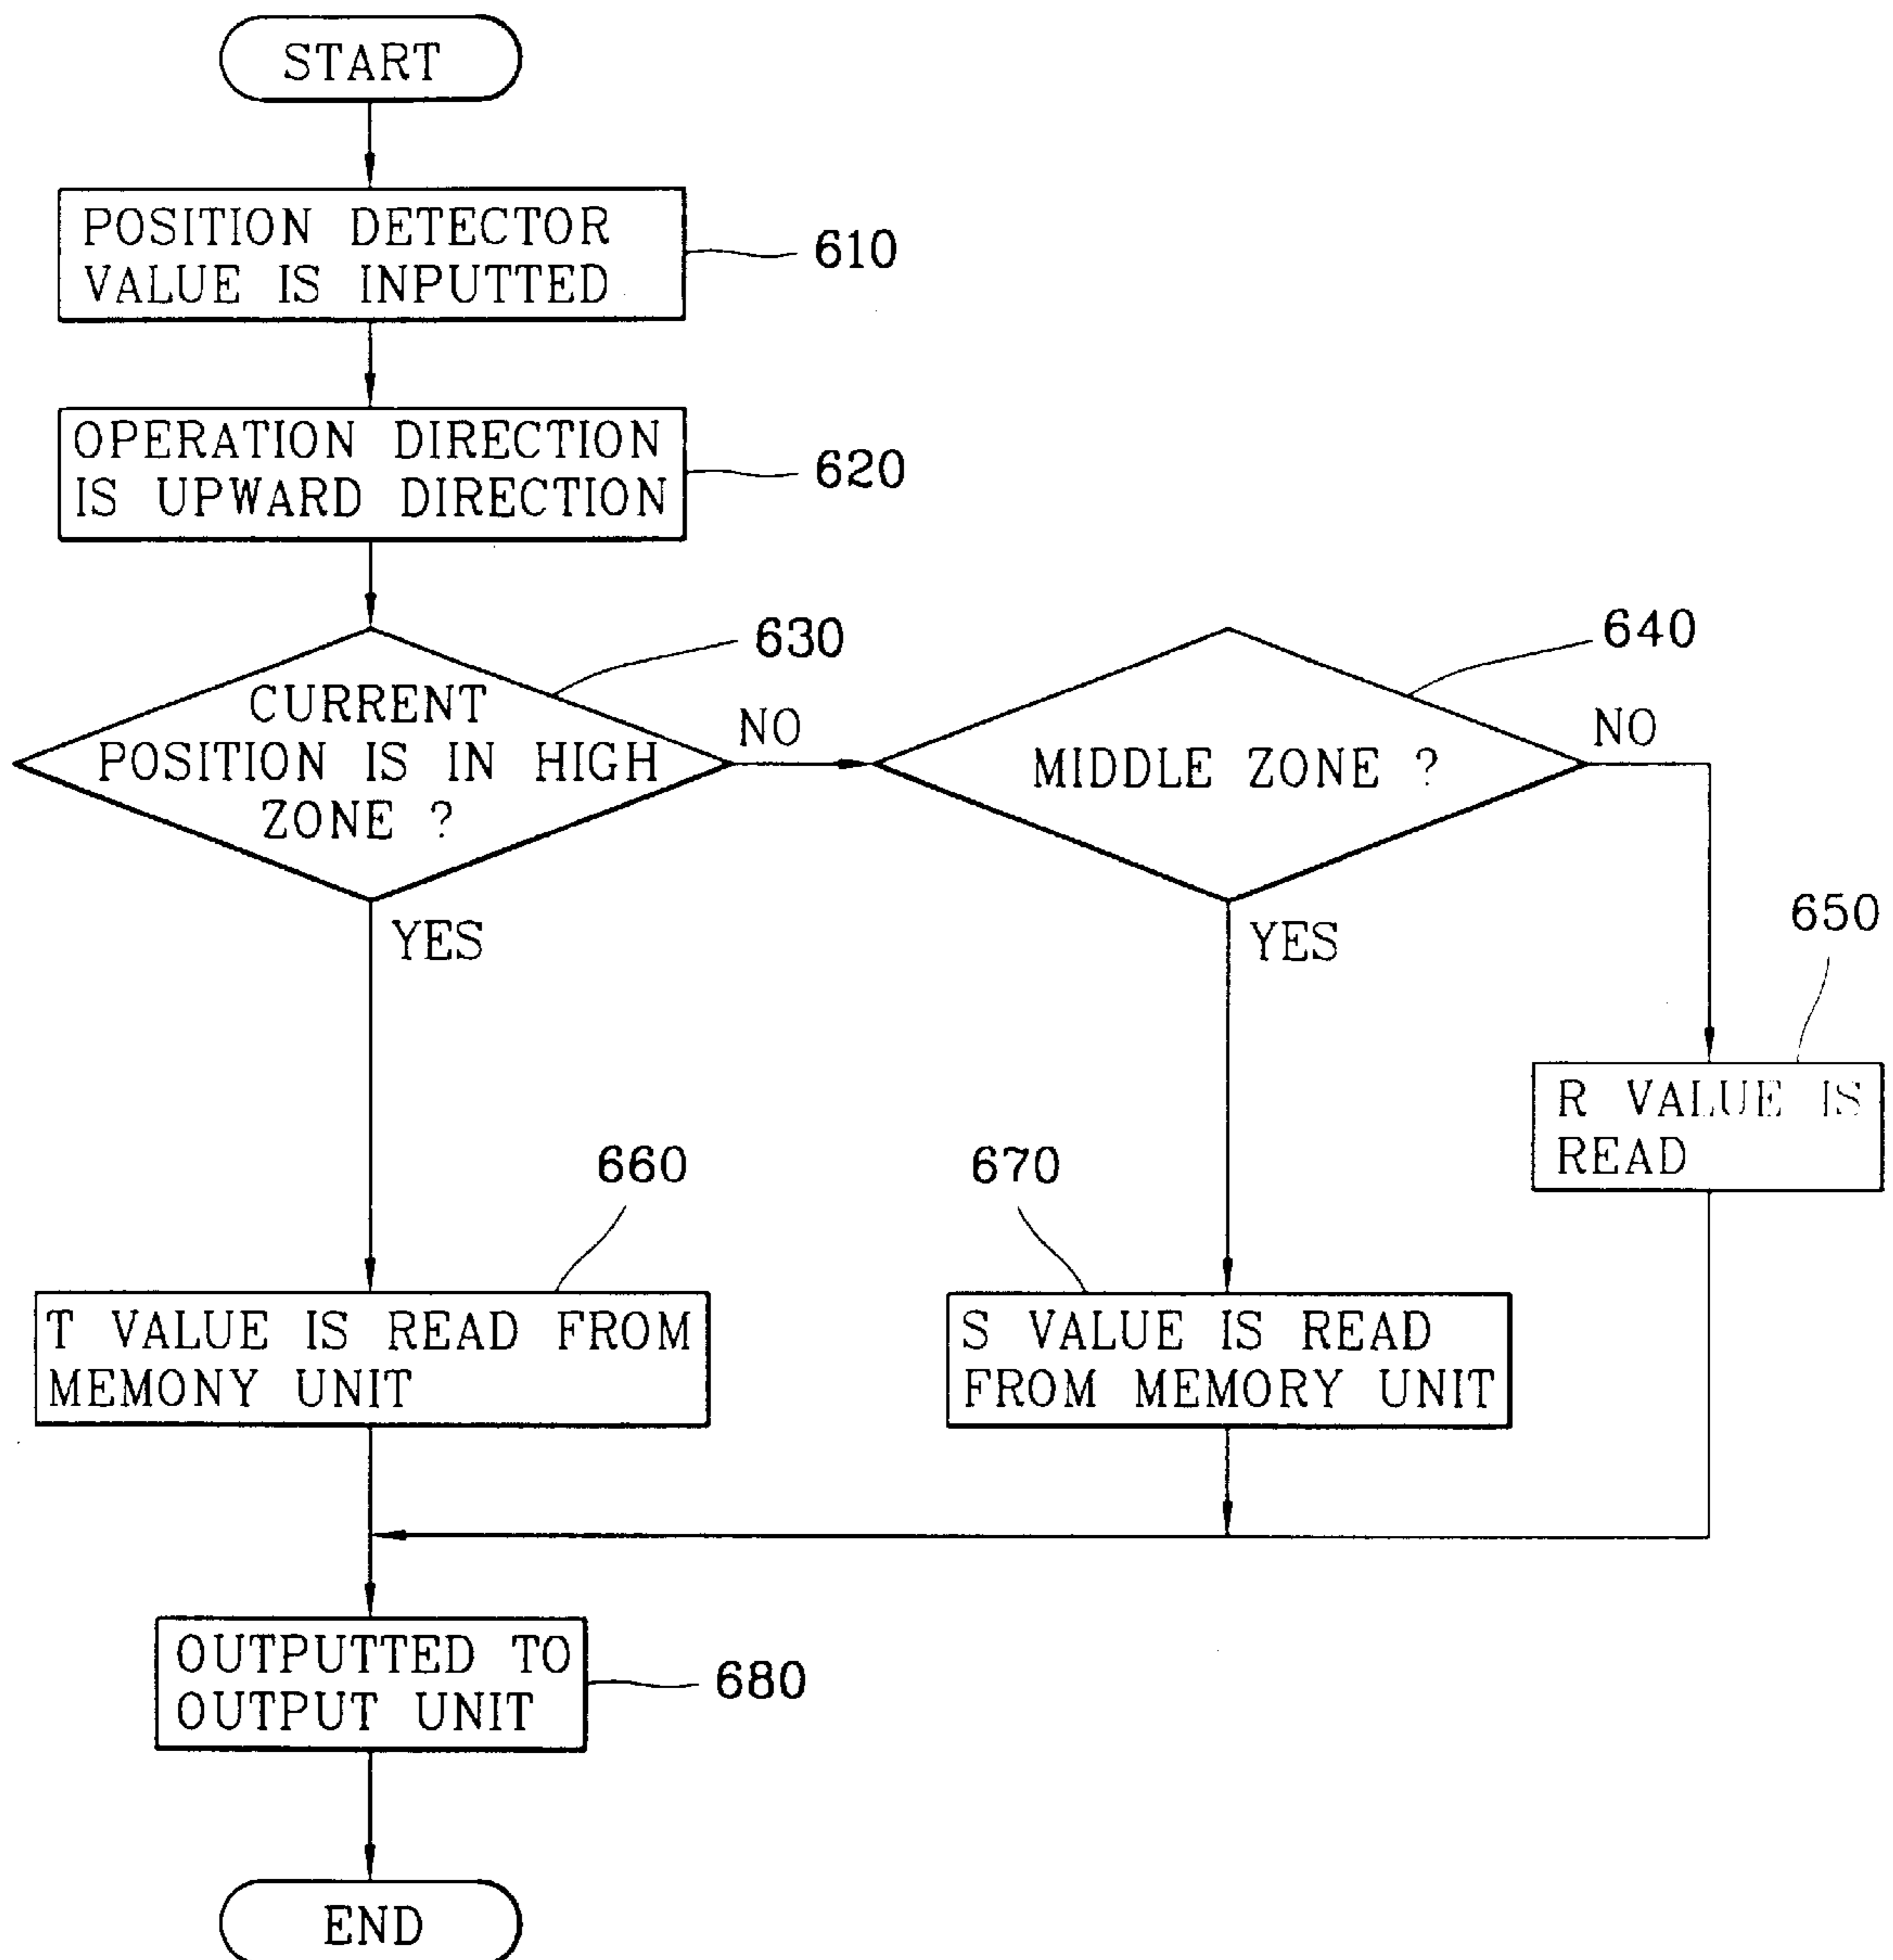 START
POSITION DETECTOR
VALUE IS INPUTTED
610
OPERATION DIRECTION
IS UPWARD DIRECTION
620
630
CURRENT
POSITION IS IN HIGH
ZONE ?
NO
YES
640
MIDDLE ZONE ?
NO
YES
650
R VALUE IS
READ
660
T VALUE IS READ FROM
MEMONY UNIT
670
S VALUE IS READ
FROM MEMORY UNIT
OUTPUTTED TO
OUTPUT UNIT
680
END